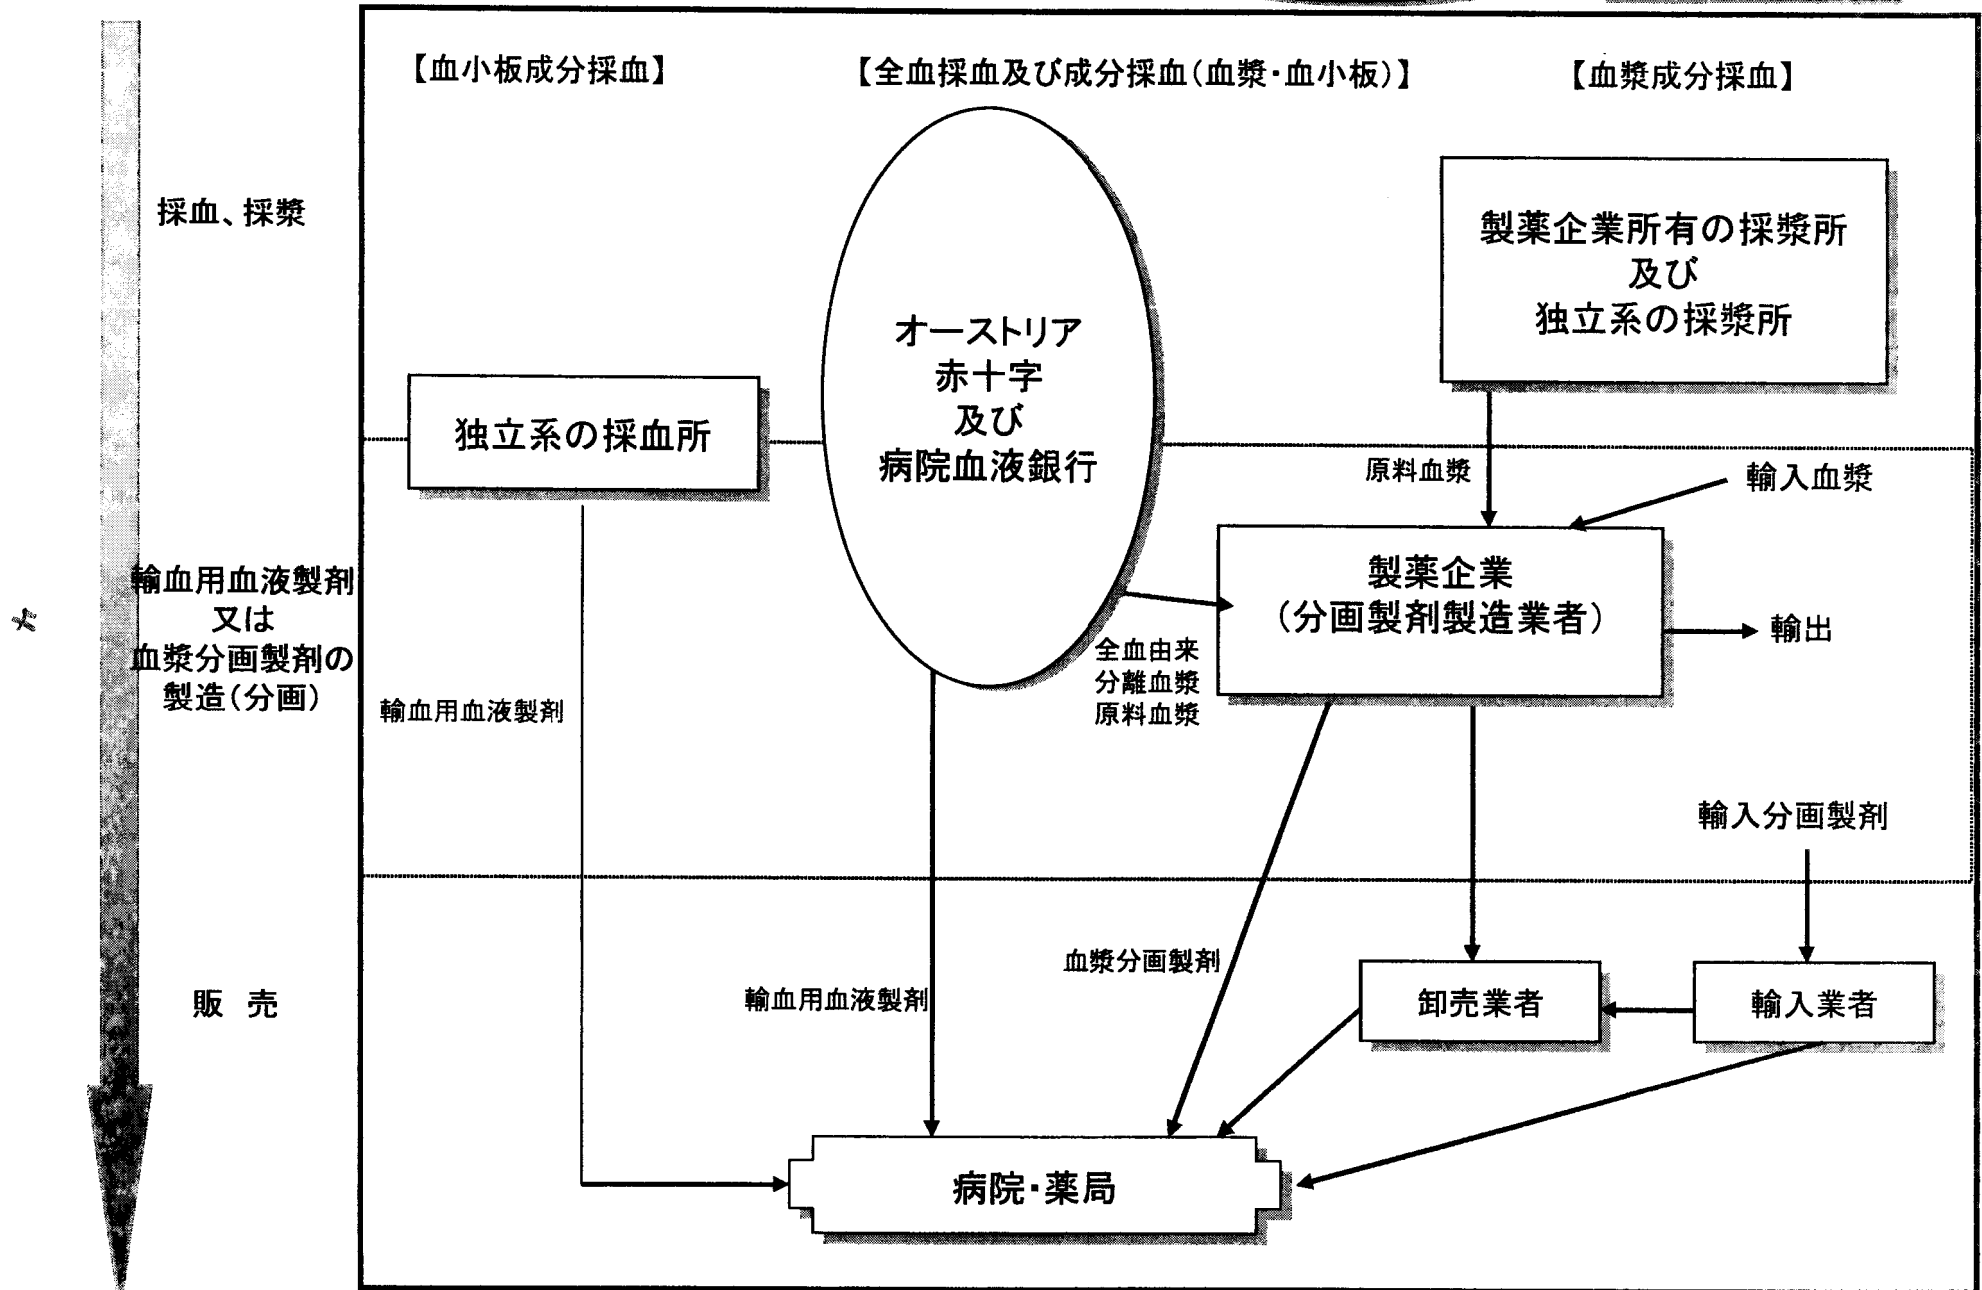 【血小板成分採血】
【全血採血及び成分採血(血漿・血小板)】
【血漿成分採血】
採血、採漿
製薬企業所有の採漿所
及び
独立系の採漿所
オーストリア
赤十字
及び
病院血液銀行
独立系の採血所
原料血漿
輸入血漿
輸血用血液製剤
又は
血漿分画製剤の
製造(分画)
製薬企業
(分画製剤製造業者)
輸出
全血由来
分離血漿
原料血漿
輸血用血液製剤
輸入分画製剤
血漿分画製剤
輸血用血液製剤
販 売
卸売業者
輸入業者
病院・薬局